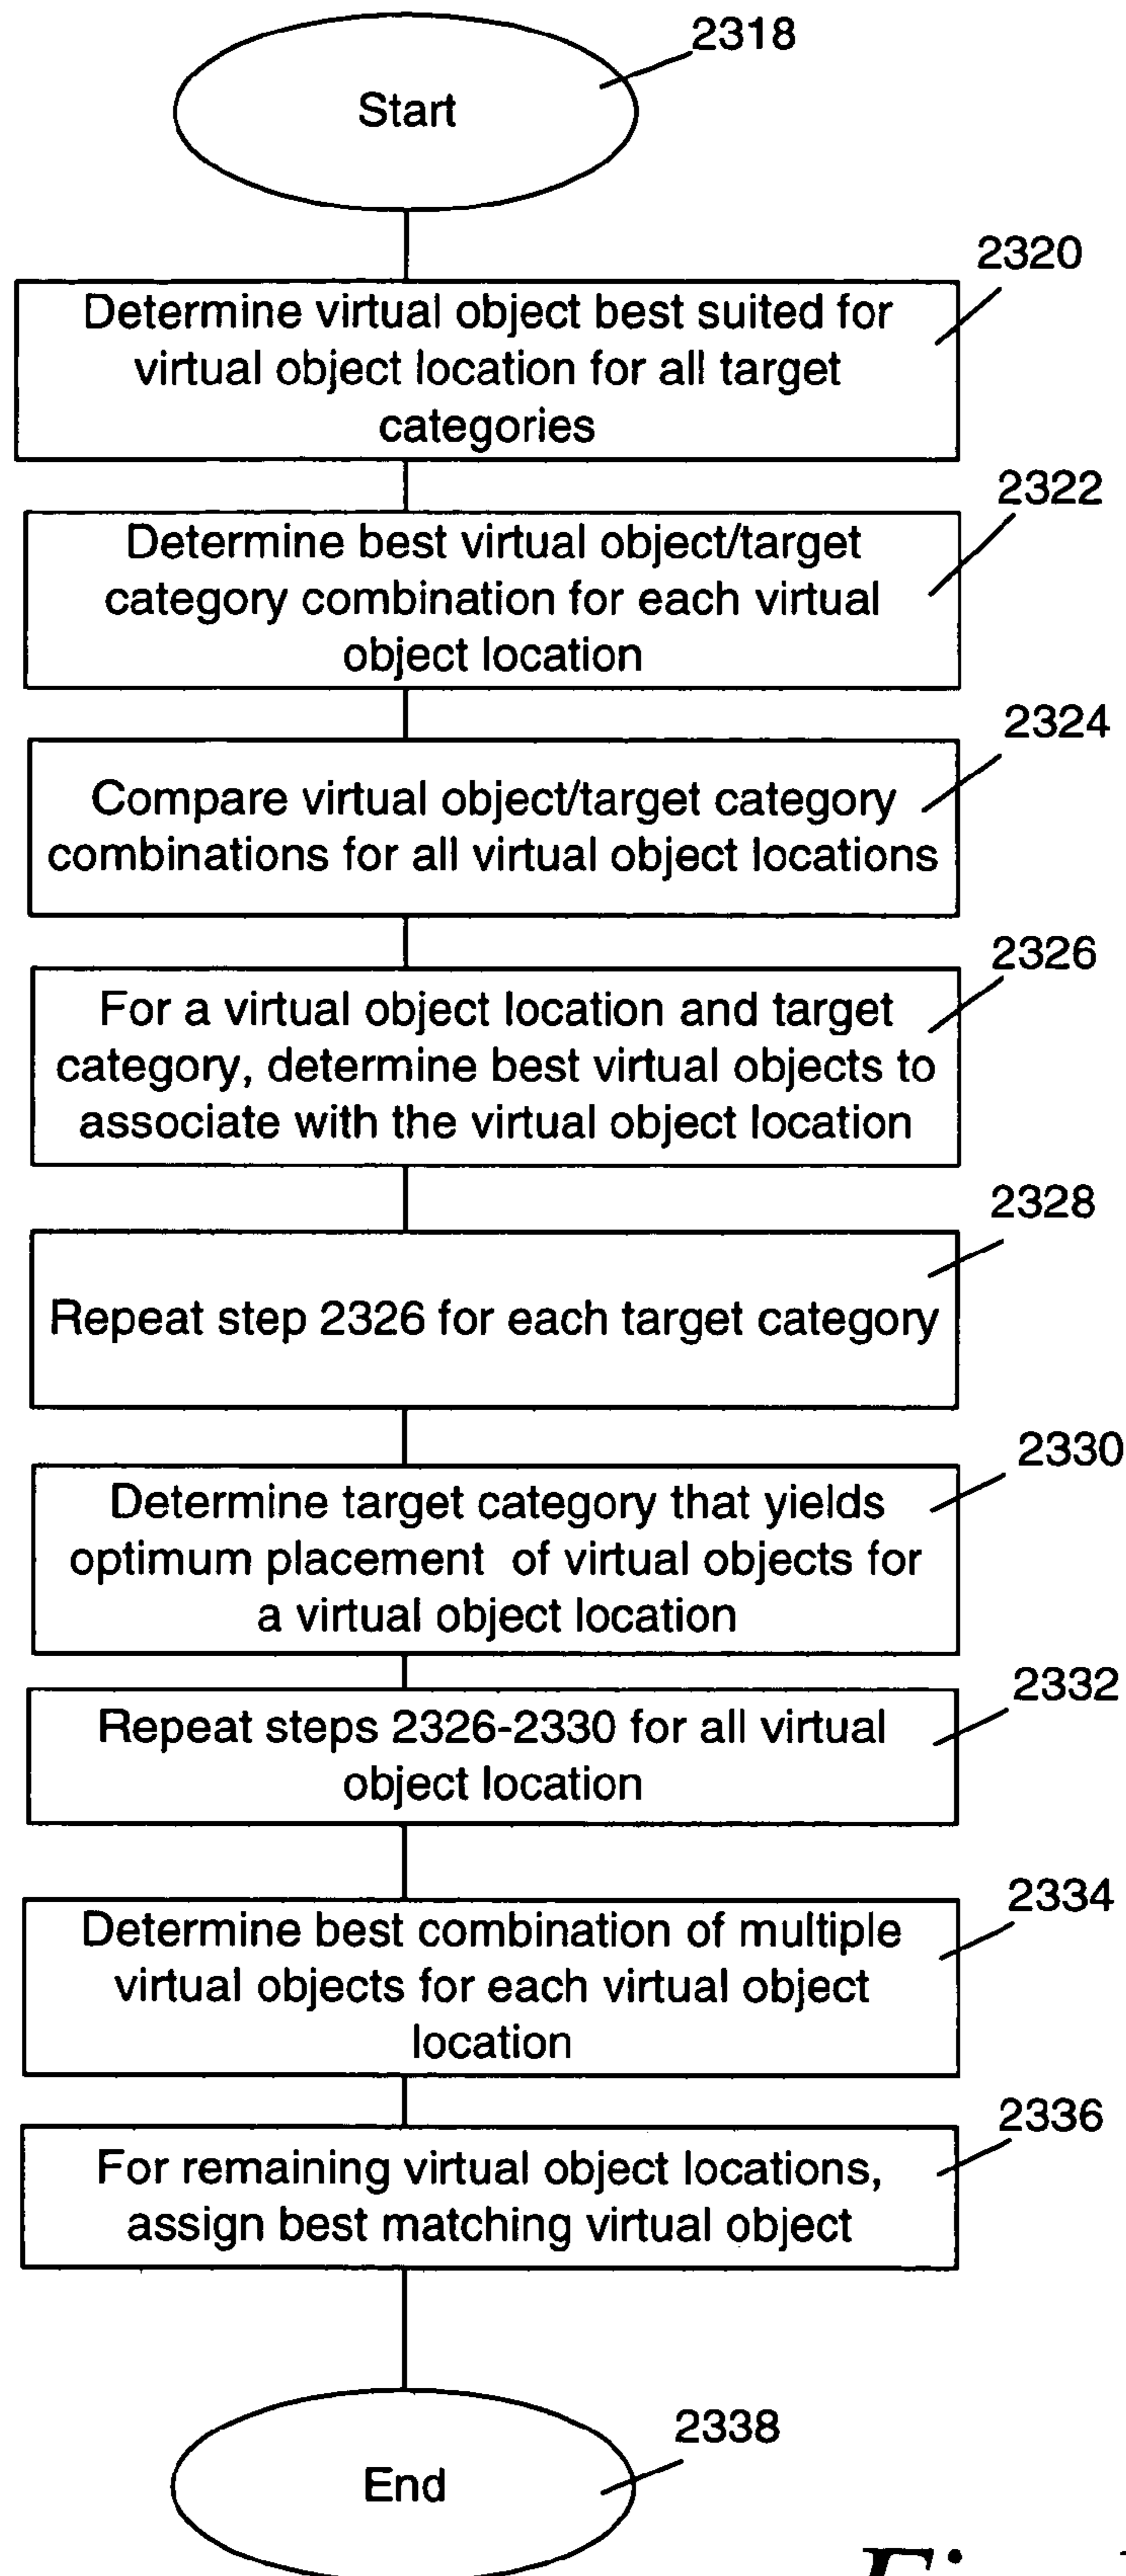 2318
Start
2320
Determine virtual object best suited for
virtual object location for all target
categories
2322
Determine best virtual object/target
category combination for each virtual
object location
2324
Compare virtual object/target category
combinations for all virtual object locations
2326
For a virtual object location and target
category, determine best virtual objects to
associate with the virtual object location
2328
Repeat step 2326 for each target category
2330
Determine target category that yields
optimum placement of virtual objects for
a virtual object location
2332
Repeat steps 2326-2330 for all virtual
object location
2334
Determine best combination of multiple
virtual objects for each virtual object
location
2336
For remaining virtual object locations,
assign best matching virtual object
2338
End